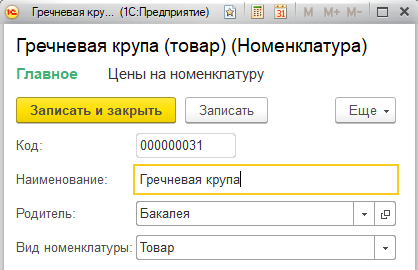 Гречневая кру... (1С:Предприятие) M M+ M-
Гречневая крупа (товар) (Номенклатура)
Главное Цены на номенклатуру
Записать и закрыть Записать Еще
Код: 000000031
Наименование: Гречневая крупа
Родитель: Бакалея
Вид номенклатуры: Товар